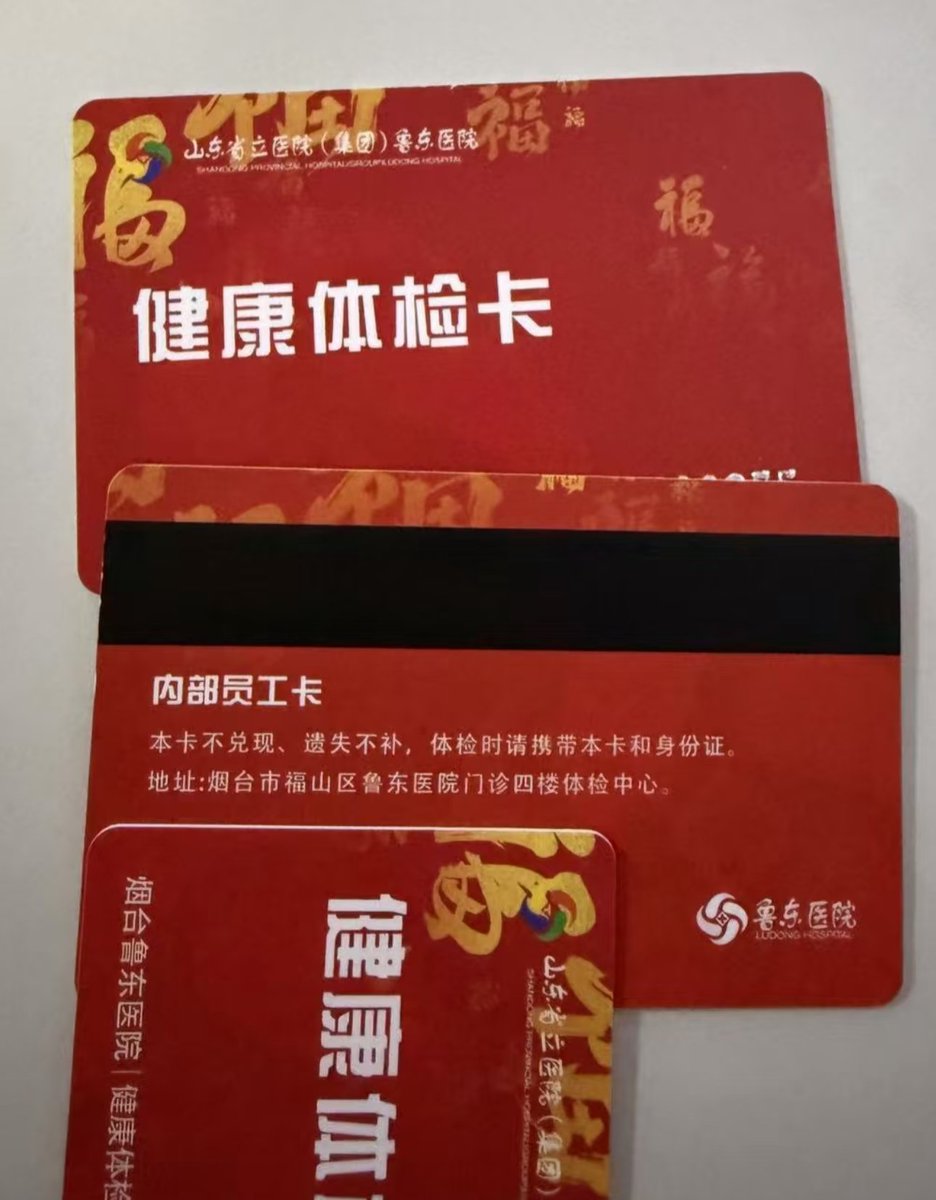 福
福
福
山东省立医院（集团）鲁东医院
SHANDONG PROVINCIAL HOSPITAL GROUP LUDONG HOSPITAL
福
健康体检卡
内部员工卡
本卡不兑现、遗失不补，体检时请携带本卡和身份证。
地址:烟台市福山区鲁东医院门诊四楼体检中心。
鲁东医院
LUDONG HOSPITAL
福
山东省立医院（集团）
SHANDONG PROVINCIAL HOSPITAL GROUP
健康体
烟台鲁东医院｜健康体检